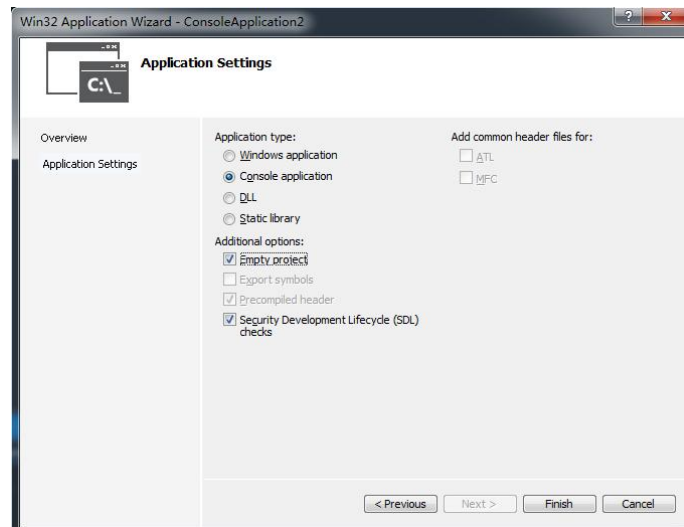 Win32 Application Wizard - ConsoleApplication2
C:\_
Application Settings
Overview
Application Settings
Application type:
Windows application
Console application
DLL
Static library
Additional options:
Empty project
Export symbols
Precompiled header
Security Development Lifecycle (SDL)
checks
Add common header files for:
ATL
MFC
< Previous
Next >
Finish
Cancel